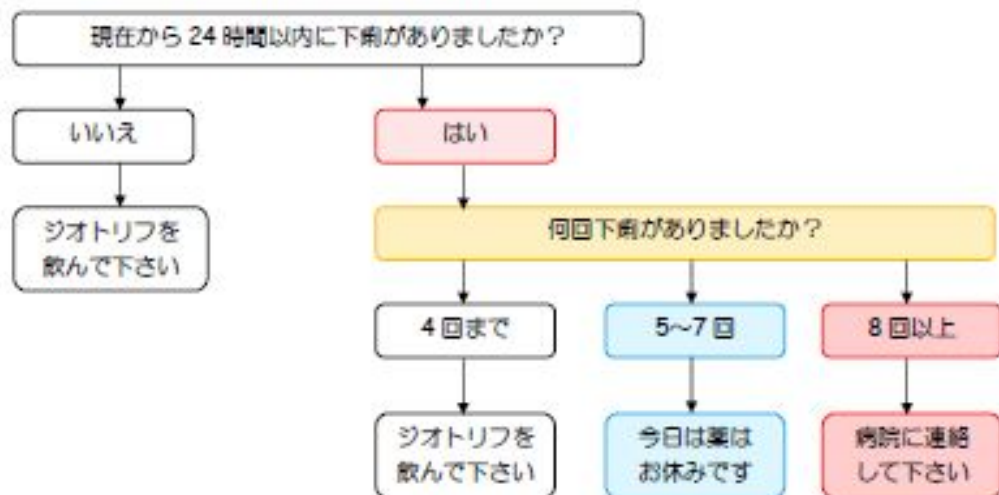 現在から24時間以内に下痢がありましたか？
いいえ
はい
ジオトリフを
飲んで下さい
何回下痢がありましたか？
4回まで
5〜7回
8回以上
ジオトリフを
飲んで下さい
今日は薬は
お休みです
病院に連絡
して下さい